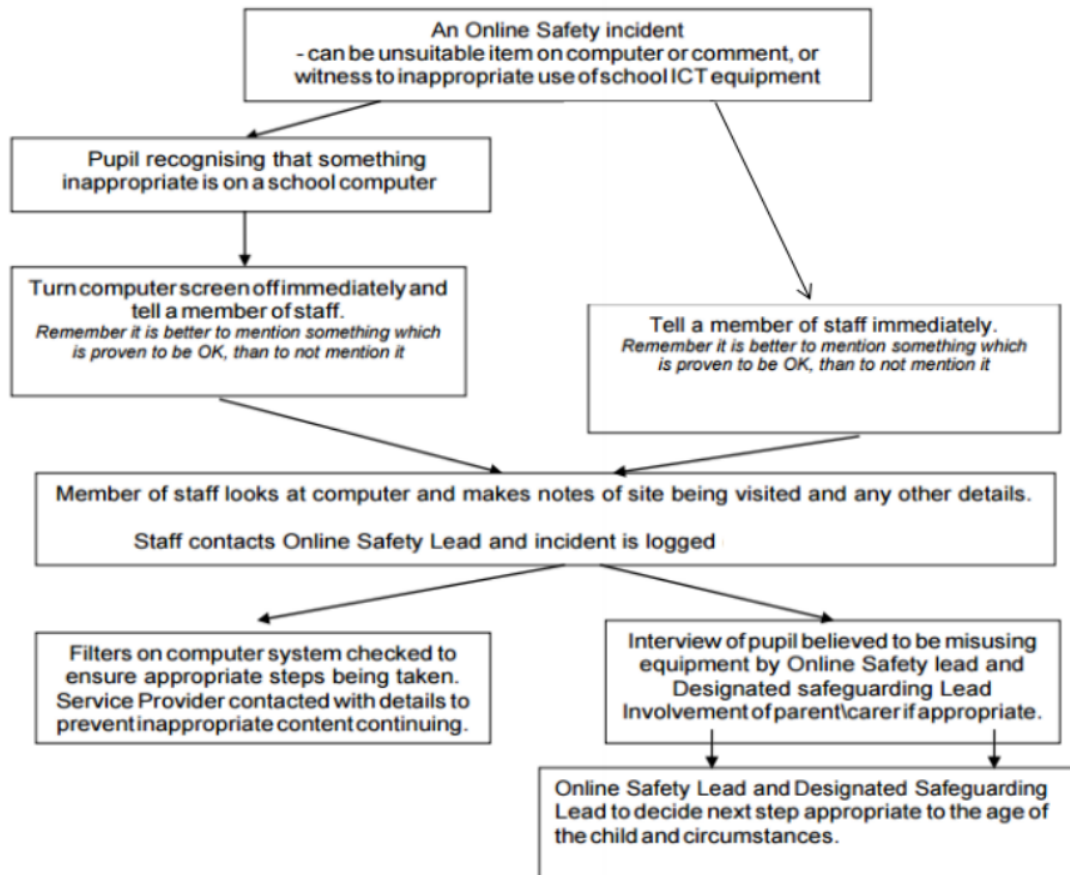 An Online Safety incident
- can be unsuitable item on computer or comment, or
witness to inappropriate use of school ICT equipment
Pupil recognising that something
inappropriate is on a school computer
Turn computer screen off immediately and
tell a member of staff.
Remember it is better to mention something which
is proven to be OK, than to not mention it
Tell a member of staff immediately.
Remember it is better to mention something which
is proven to be OK, than to not mention it
Member of staff looks at computer and makes notes of site being visited and any other details.
Staff contacts Online Safety Lead and incident is logged
Filters on computer system checked to
ensure appropriate steps being taken.
Service Provider contacted with details to
prevent inappropriate content continuing.
Interview of pupil believed to be misusing
equipment by Online Safety lead and
Designated safeguarding Lead
Involvement of parent\carer if appropriate.
Online Safety Lead and Designated Safeguarding
Lead to decide next step appropriate to the age of
the child and circumstances.